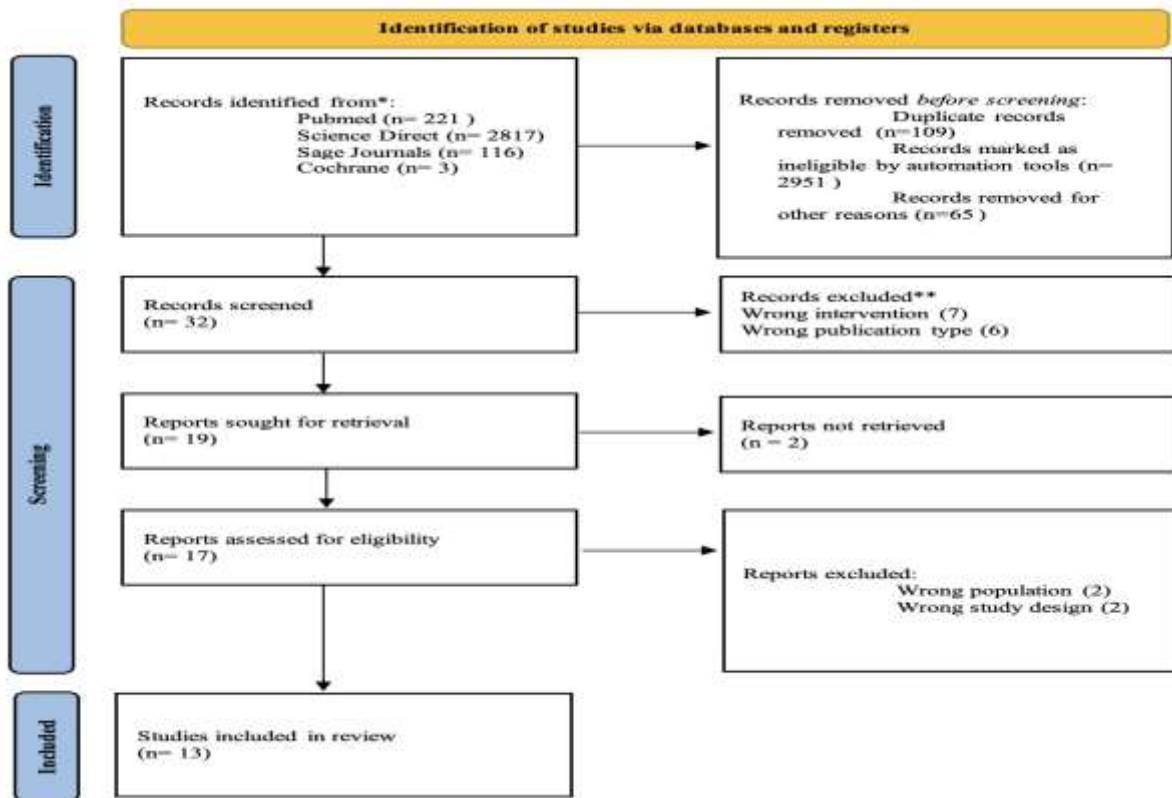 Identification of studies via databases and registers
Identification
Records identified from*:
Pubmed (n= 221 )
Science Direct (n= 2817)
Sage Journals (n= 116)
Cochrane (n= 3)
Records removed before screening:
Duplicate records
removed (n=109)
Records marked as
ineligible by automation tools (n=
2951 )
Records removed for
other reasons (n=65 )
Screening
Records screened
(n= 32)
Records excluded**
Wrong intervention (7)
Wrong publication type (6)
Reports sought for retrieval
(n= 19)
Reports not retrieved
(n = 2)
Reports assessed for eligibility
(n= 17)
Reports excluded:
Wrong population (2)
Wrong study design (2)
Included
Studies included in review
(n= 13)